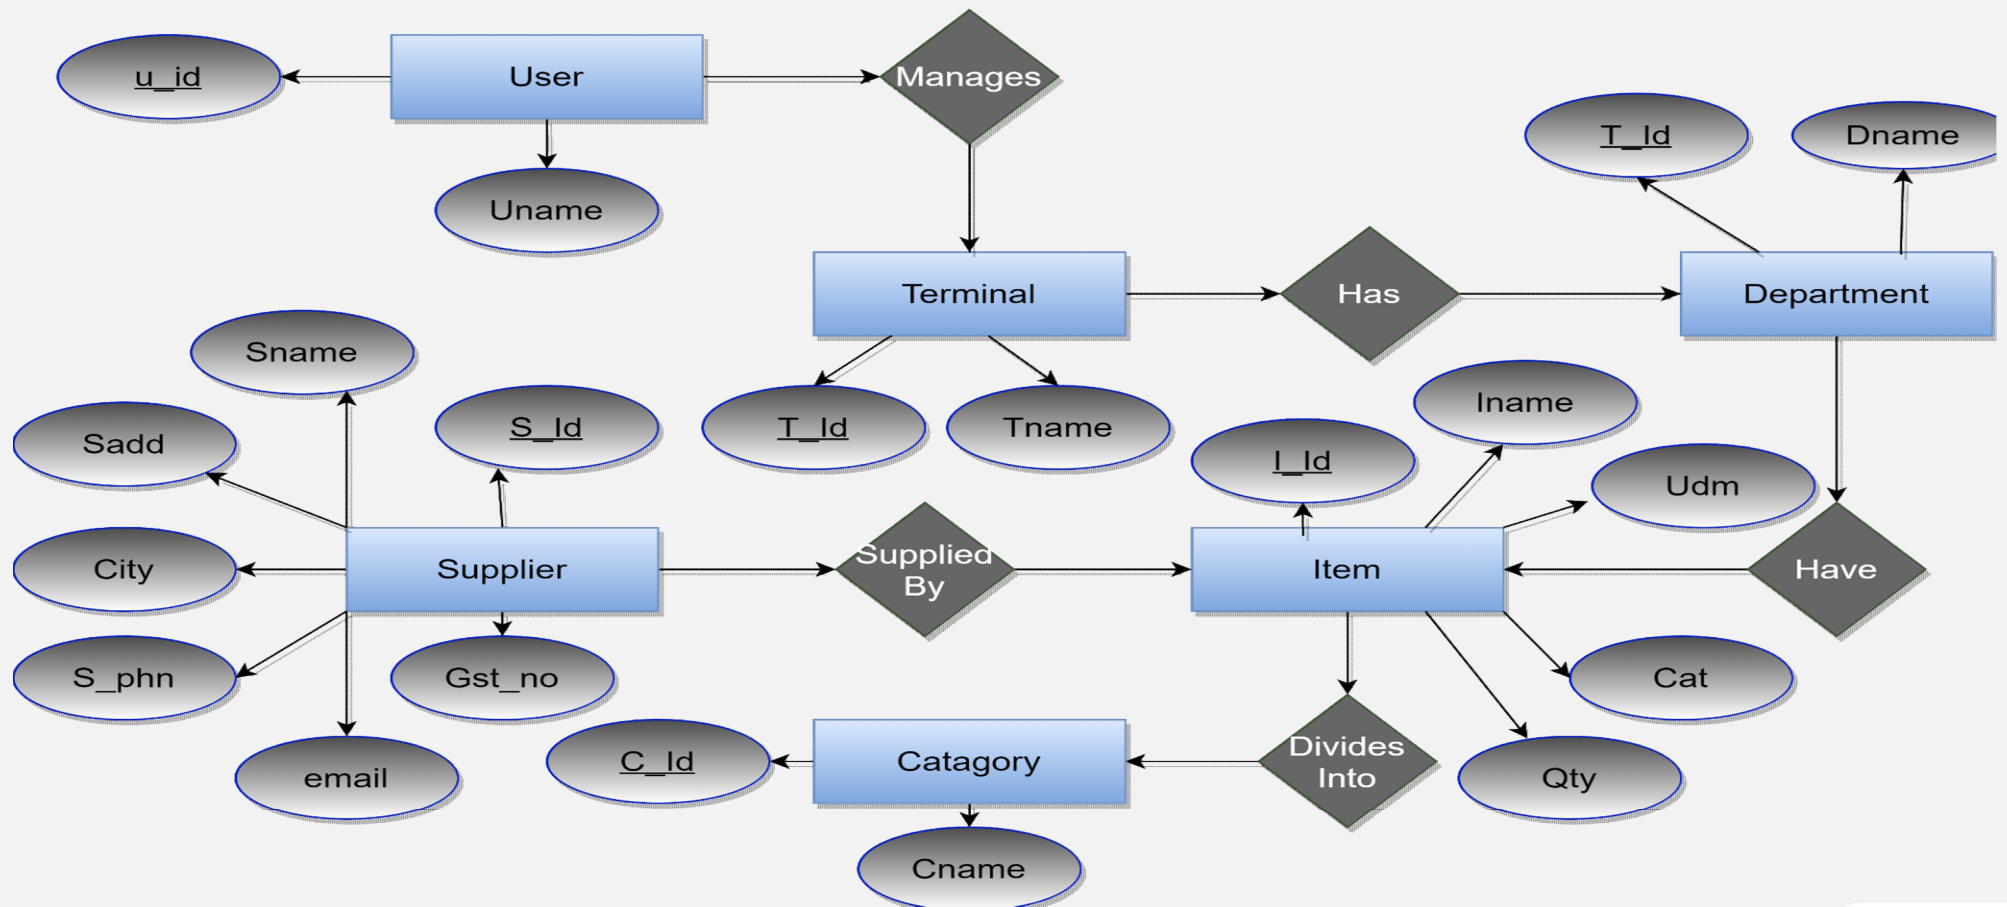 u_id
User
Manages
Uname
T_Id
Dname
Terminal
Has
Department
Sname
Sadd
S_Id
T_Id
Tname
I_Id
Iname
Udm
City
Supplier
Supplied
By
Item
Have
S_phn
Gst_no
Cat
email
C_Id
Catagory
Divides
Into
Qty
Cname